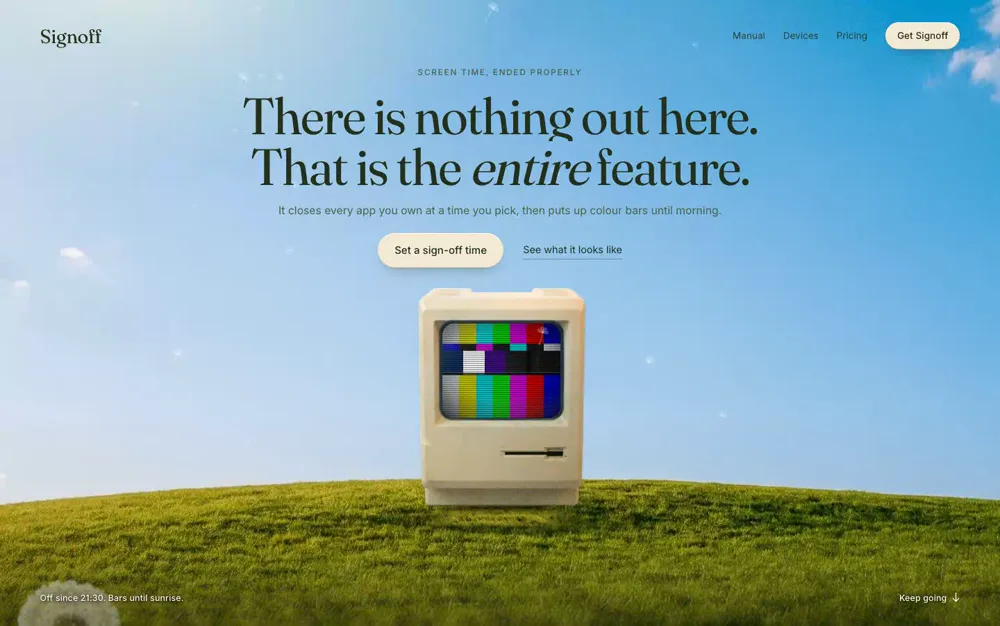 Signoff
Manual
Devices
Pricing
Get Signoff
SCREEN TIME, ENDED PROPERLY
There is nothing out here.
That is the entire feature.
It closes every app you own at a time you pick, then puts up colour bars until morning.
Set a sign-off time
See what it looks like
Off since 21:30. Bars until sunrise.
Keep going ↓